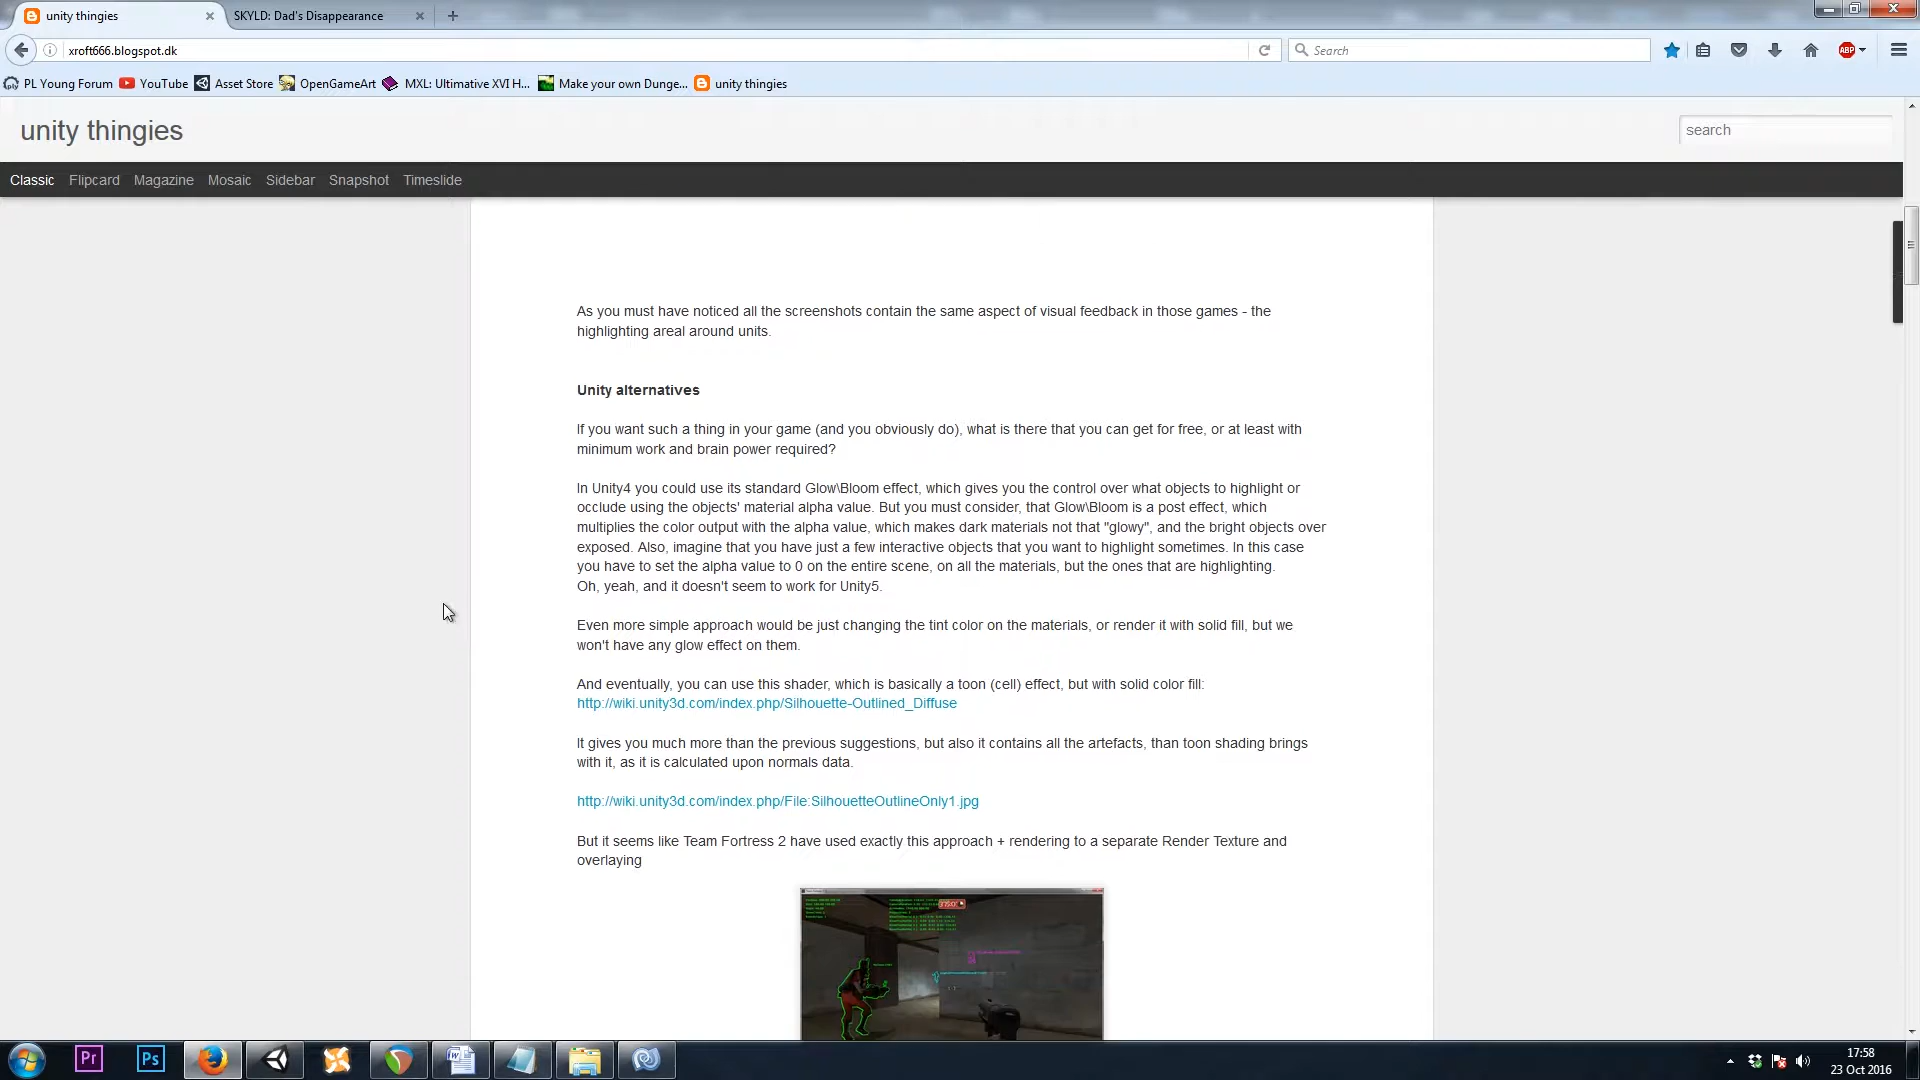 unity thingies
SKYLD: Dad's Disappearance
xroft666.blogspot.dk
Search
ABP
PL Young Forum
YouTube
Asset Store
OpenGameArt
MXL: Ultimative XVI H...
Make your own Dunge...
unity thingies
unity thingies
search
Classic
Flipcard
Magazine
Mosaic
Sidebar
Snapshot
Timeslide
As you must have noticed all the screenshots contain the same aspect of visual feedback in those games - the
highlighting areal around units.
Unity alternatives
If you want such a thing in your game (and you obviously do), what is there that you can get for free, or at least with
minimum work and brain power required?
In Unity4 you could use its standard Glow\Bloom effect, which gives you the control over what objects to highlight or
occlude using the objects' material alpha value. But you must consider, that Glow\Bloom is a post effect, which
multiplies the color output with the alpha value, which makes dark materials not that "glowy", and the bright objects over
exposed. Also, imagine that you have just a few interactive objects that you want to highlight sometimes. In this case
you have to set the alpha value to 0 on the entire scene, on all the materials, but the ones that are highlighting.
Oh, yeah, and it doesn't seem to work for Unity5.
Even more simple approach would be just changing the tint color on the materials, or render it with solid fill, but we
won't have any glow effect on them.
And eventually, you can use this shader, which is basically a toon (cell) effect, but with solid color fill:
http://wiki.unity3d.com/index.php/Silhouette-Outlined_Diffuse
It gives you much more than the previous suggestions, but also it contains all the artefacts, than toon shading brings
with it, as it is calculated upon normals data.
http://wiki.unity3d.com/index.php/File:SilhouetteOutlineOnly1.jpg
But it seems like Team Fortress 2 have used exactly this approach + rendering to a separate Render Texture and
overlaying
Pr
Ps
17:58
23 Oct 2016